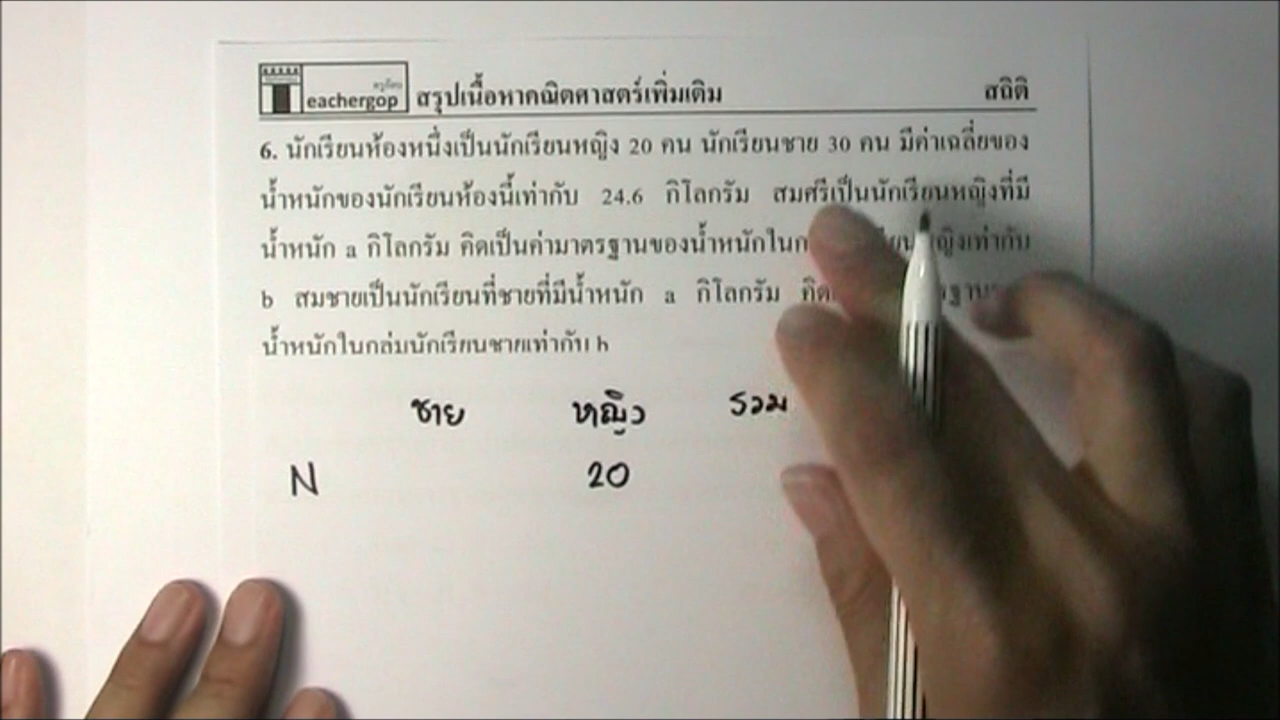 ครูก๊อบ
eachergop สรุปเนื้อหาคณิตศาสตร์เพิ่มเติม สถิติ
6. นักเรียนห้องหนึ่งเป็นนักเรียนหญิง 20 คน นักเรียนชาย 30 คน มีค่าเฉลี่ยของ
น้ำหนักของนักเรียนห้องนี้เท่ากับ 24.6 กิโลกรัม สมศรีเป็นนักเรียนหญิงที่มี
น้ำหนัก a กิโลกรัม คิดเป็นค่ามาตรฐานของน้ำหนักในก เท่ากับ
b สมชายเป็นนักเรียนที่ชายที่มีน้ำหนัก a กิโลกรัม
น้ำหนักในกลุ่มนักเรียนชายเท่ากับ b
ชาย หญิง รวม
N 20